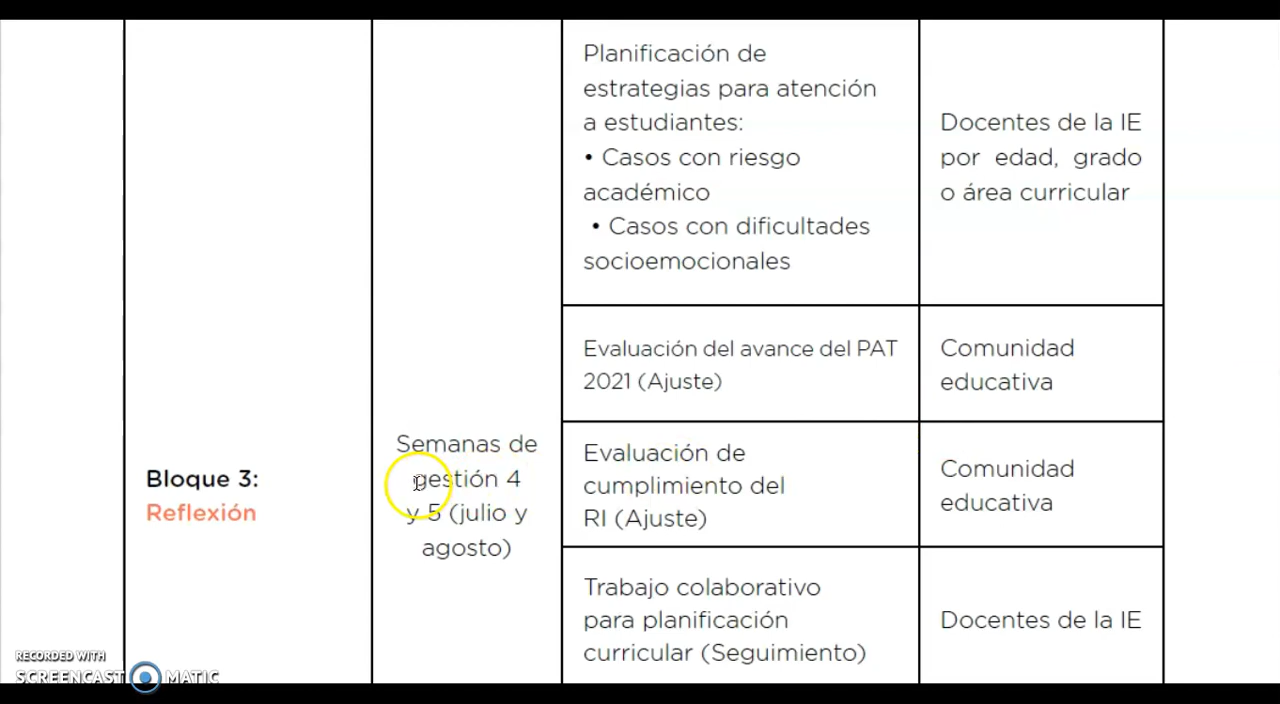 Planificación de
estrategias para atención
a estudiantes:
• Casos con riesgo
académico
• Casos con dificultades
socioemocionales
Docentes de la IE
por edad, grado
o área curricular
Evaluación del avance del PAT
2021 (Ajuste)
Comunidad
educativa
Bloque 3:
Reflexión
Semanas de
gestión 4
y 5 (julio y
agosto)
Evaluación de
cumplimiento del
RI (Ajuste)
Comunidad
educativa
Trabajo colaborativo
para planificación
curricular (Seguimiento)
Docentes de la IE
RECORDED WITH
SCREENCAST MATIC